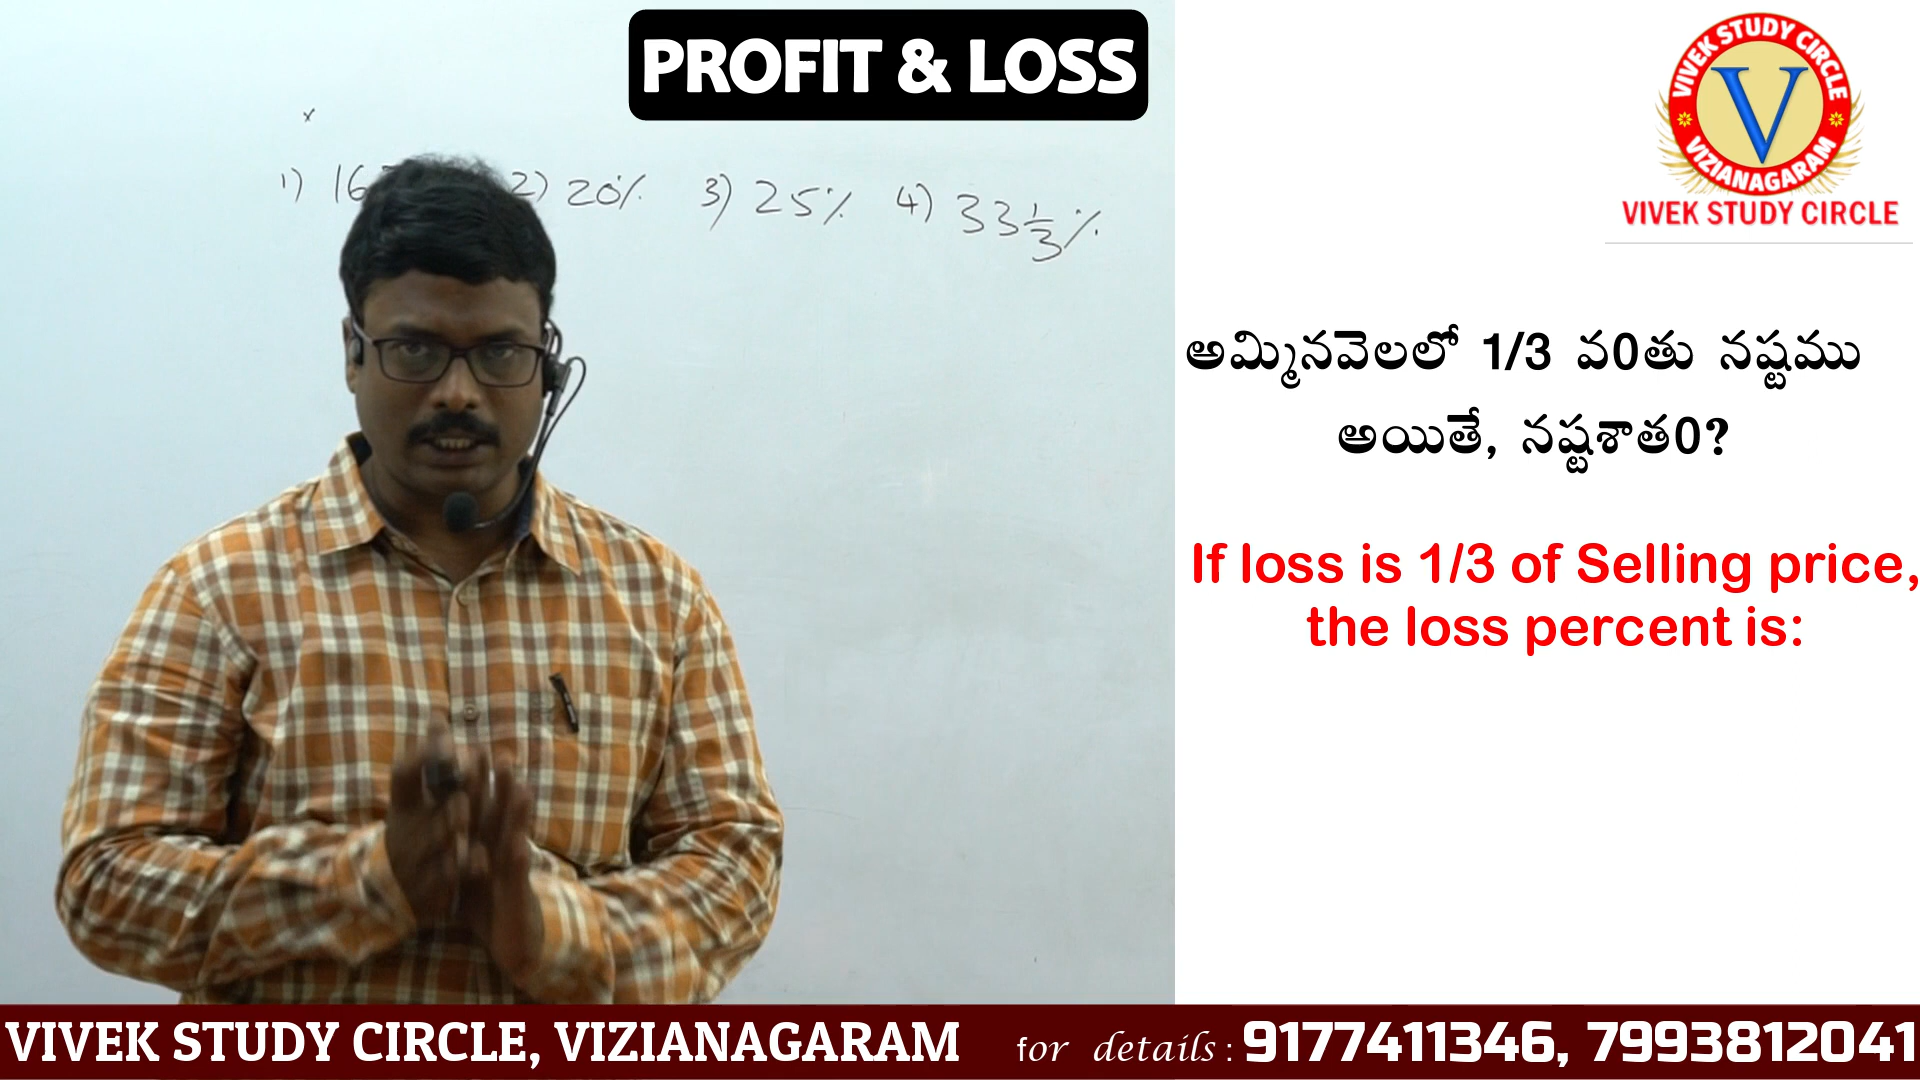 PROFIT & LOSS
VIVEK STUDY CIRCLE
VIZIANAGARAM
V
VIVEK STUDY CIRCLE
1) 16 2) 20% 3) 25% 4) 33 1/3 %
అమ్మినవెలలో 1/3 వ0తు నష్టము
అయితే, నష్టశాత0?
If loss is 1/3 of Selling price,
the loss percent is:
VIVEK STUDY CIRCLE, VIZIANAGARAM for details : 9177411346, 7993812041